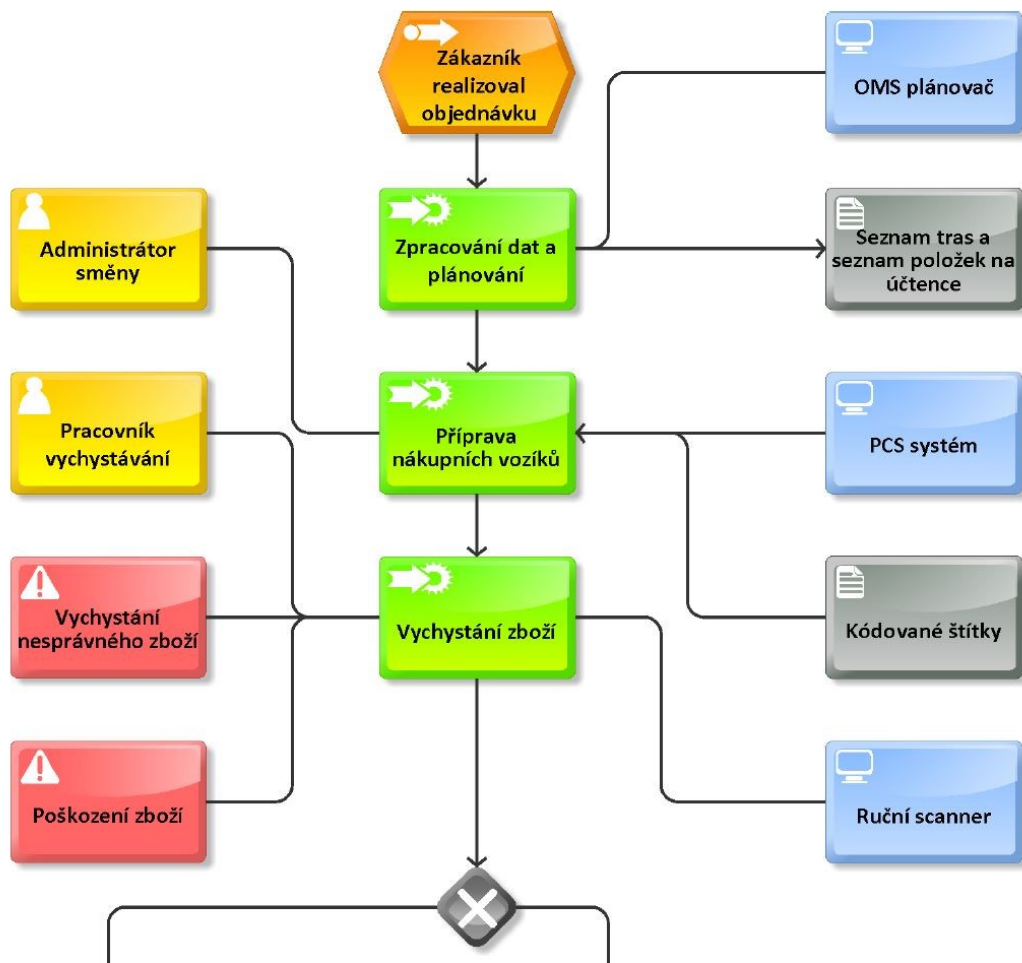 Zákazník
realizoval
objednávku
OMS plánovač
Administrátor
směny
Zpracování dat a
plánování
Seznam tras a
seznam položek na
účtence
Pracovník
vychystávání
Příprava
nákupních vozíků
PCS systém
Vychystání
nesprávného zboží
Vychystání zboží
Kódované štítky
Poškození zboží
Ruční scanner